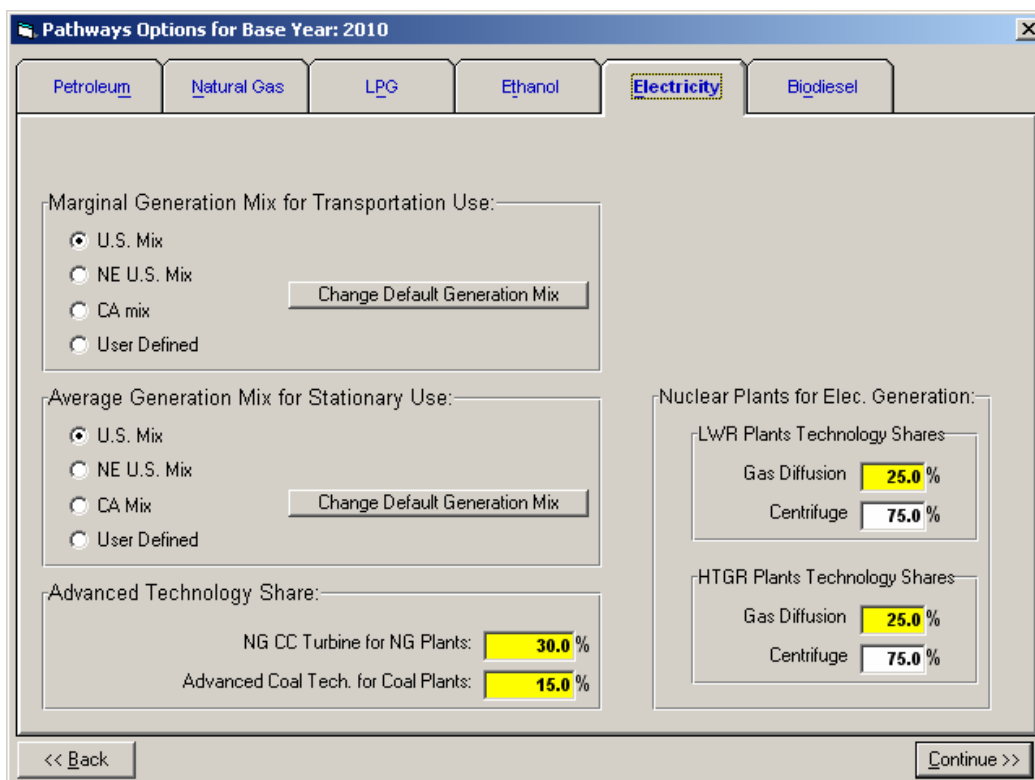 Pathways Options for Base Year: 2010
Petroleum Natural Gas LPG Ethanol Electricity Biodiesel
Marginal Generation Mix for Transportation Use:
U.S. Mix
NE U.S. Mix
CA mix
User Defined
Change Default Generation Mix
Average Generation Mix for Stationary Use:
U.S. Mix
NE U.S. Mix
CA Mix
User Defined
Change Default Generation Mix
Advanced Technology Share:
NG CC Turbine for NG Plants: 30.0 %
Advanced Coal Tech. for Coal Plants: 15.0 %
Nuclear Plants for Elec. Generation:
LWR Plants Technology Shares
Gas Diffusion 25.0 %
Centrifuge 75.0 %
HTGR Plants Technology Shares
Gas Diffusion 25.0 %
Centrifuge 75.0 %
<< Back
Continue >>